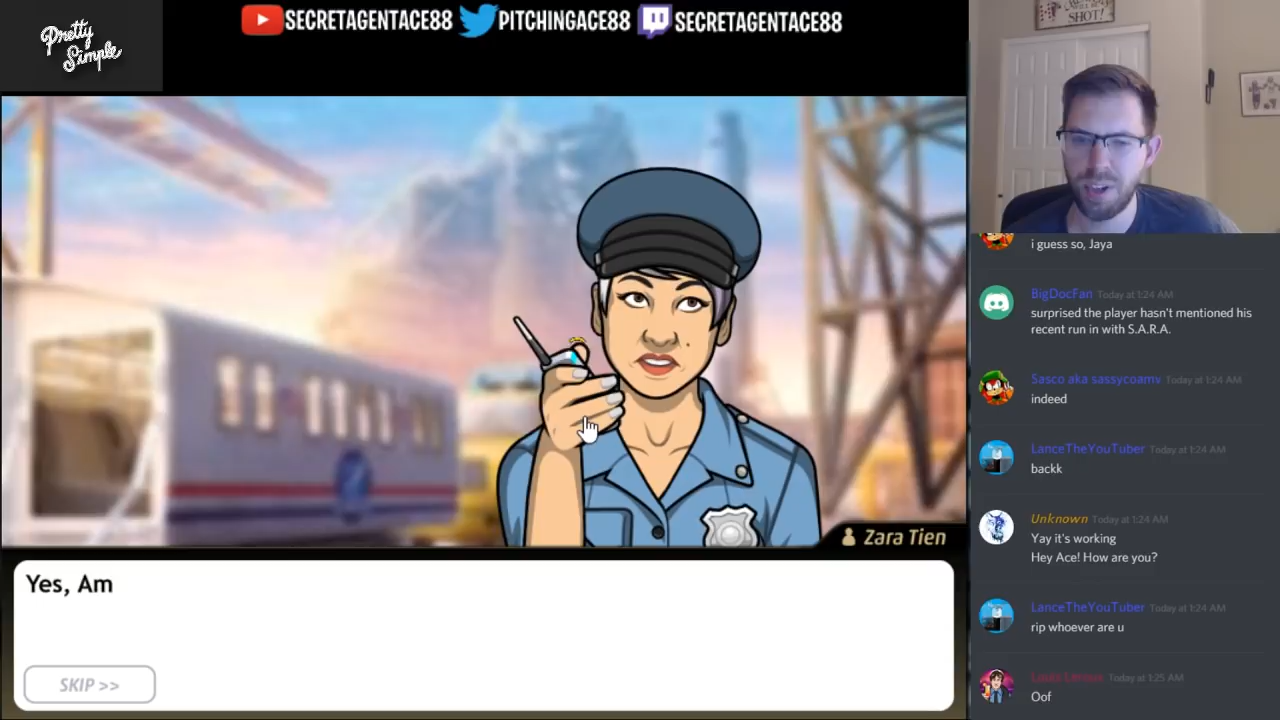 Pretty
Simple
SECRETAGENTACE88 PITCHINGACE88 SECRETAGENTACE88
SHOT!
Zara Tien
Yes, Am
SKIP >>
i guess so, Jaya
BigDocFan Today at 1:24 AM
surprised the player hasn't mentioned his
recent run in with S.A.R.A.
Sasco aka sassycoamv Today at 1:24 AM
indeed
LanceTheYouTuber Today at 1:24 AM
backk
Unknown Today at 1:24 AM
Yay it's working
Hey Ace! How are you?
LanceTheYouTuber Today at 1:24 AM
rip whoever are u
Today at 1:25 AM
Oof